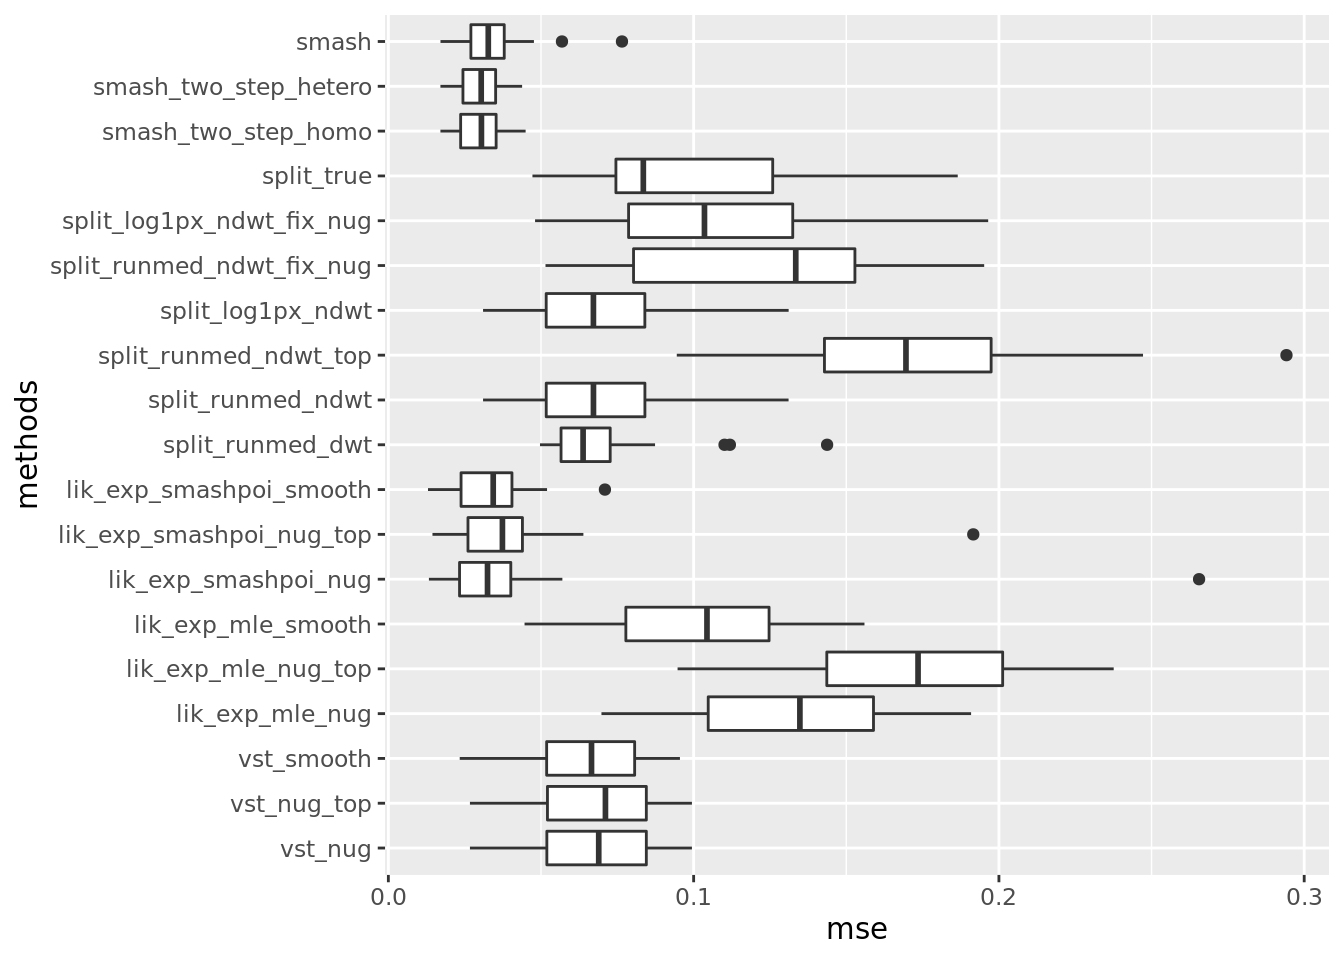 smash
smash_two_step_hetero
smash_two_step_homo
split_true
split_log1px_ndwt_fix_nug
split_runmed_ndwt_fix_nug
split_log1px_ndwt
split_runmed_ndwt_top
split_runmed_ndwt
split_runmed_dwt
lik_exp_smashpoi_smooth
lik_exp_smashpoi_nug_top
lik_exp_smashpoi_nug
lik_exp_mle_smooth
lik_exp_mle_nug_top
lik_exp_mle_nug
vst_smooth
vst_nug_top
vst_nug
methods
0.0 0.1 0.2 0.3
mse